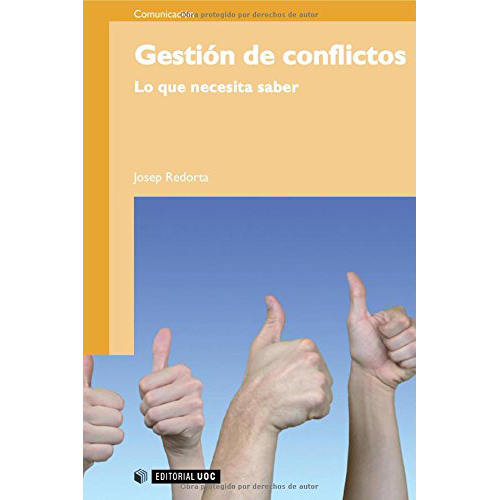 Comunicación
Obra protegido por derechos de autor
Gestión de conflictos
Lo que necesita saber
Josep Redorta
EDITORIAL UOC
Obra protegido por derechos de autor